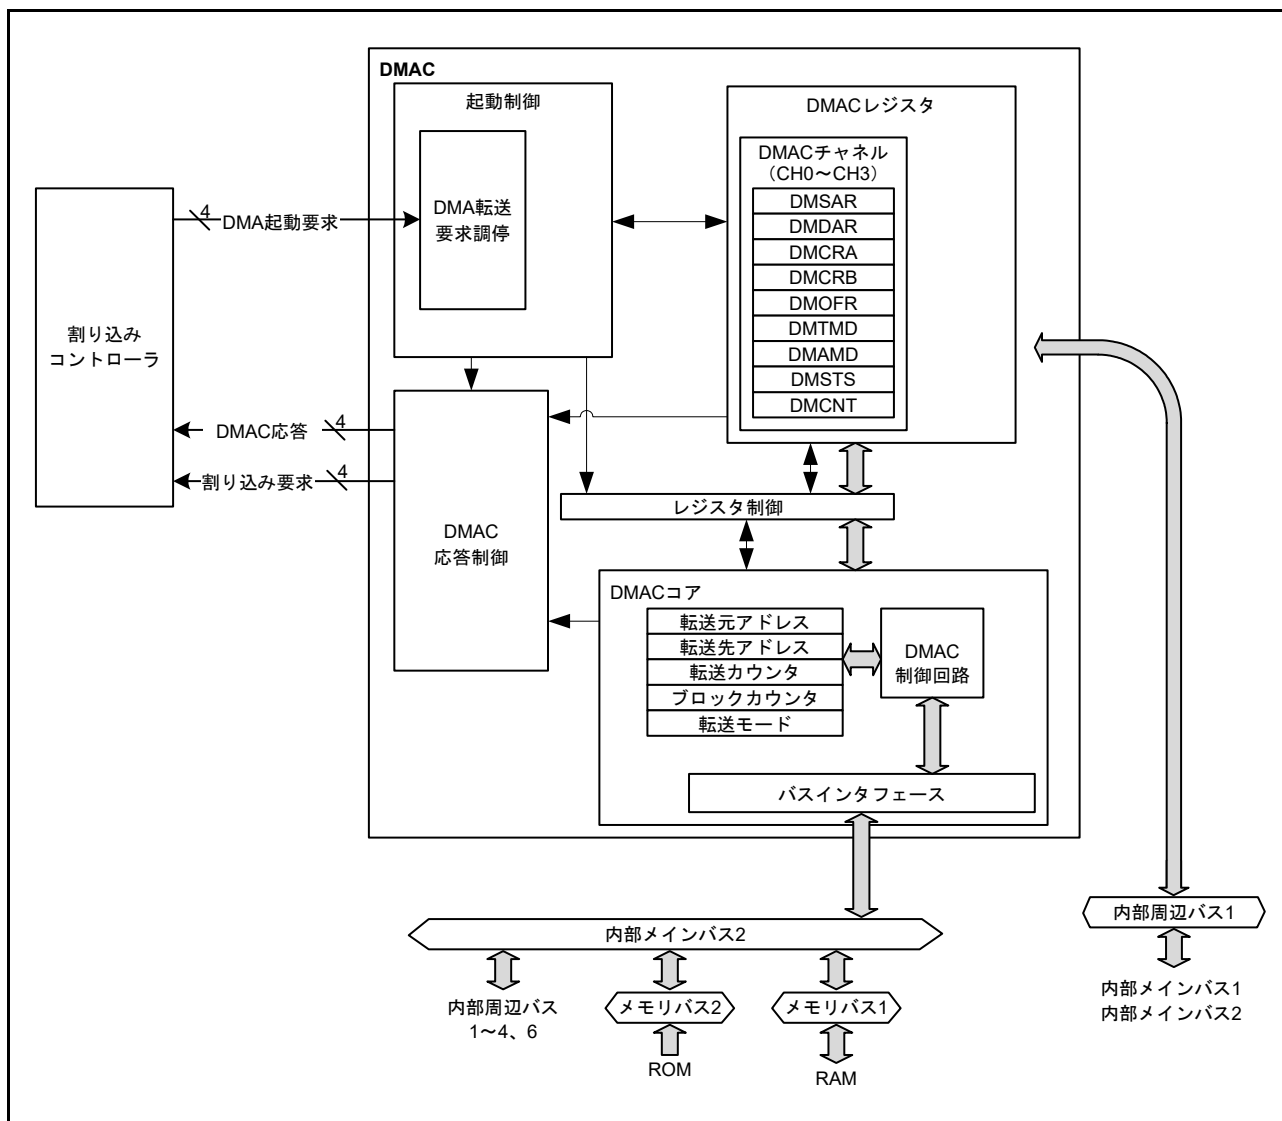 DMAC
起動制御
DMA転送
要求調停
DMACレジスタ
DMACチャネル
（CH0～CH3）
DMSAR
DMDAR
DMCRA
DMCRB
DMOFR
DMTMD
DMAMD
DMSTS
DMCNT
割り込み
コントローラ
4
DMA起動要求
DMAC応答
4
割り込み要求
4
DMAC
応答制御
レジスタ制御
DMACコア
転送元アドレス
転送先アドレス
転送カウンタ
ブロックカウンタ
転送モード
DMAC
制御回路
バスインタフェース
内部メインバス2
内部周辺バス
1～4、6
メモリバス2
ROM
メモリバス1
RAM
内部周辺バス1
内部メインバス1
内部メインバス2